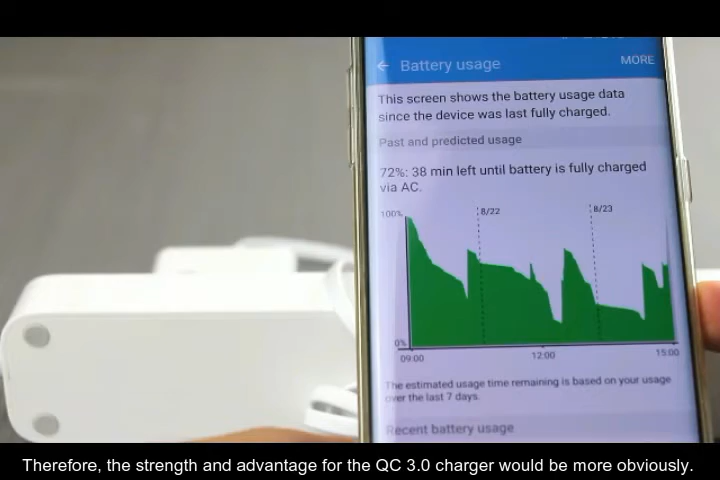 Battery usage
MORE
This screen shows the battery usage data
since the device was last fully charged.
Past and predicted usage
72%: 38 min left until battery is fully charged
via AC.
100%
8/22
8/23
0%
09:00
12:00
15:00
The estimated usage time remaining is based on your usage
over the last 7 days.
Recent battery usage
Therefore, the strength and advantage for the QC 3.0 charger would be more obviously.